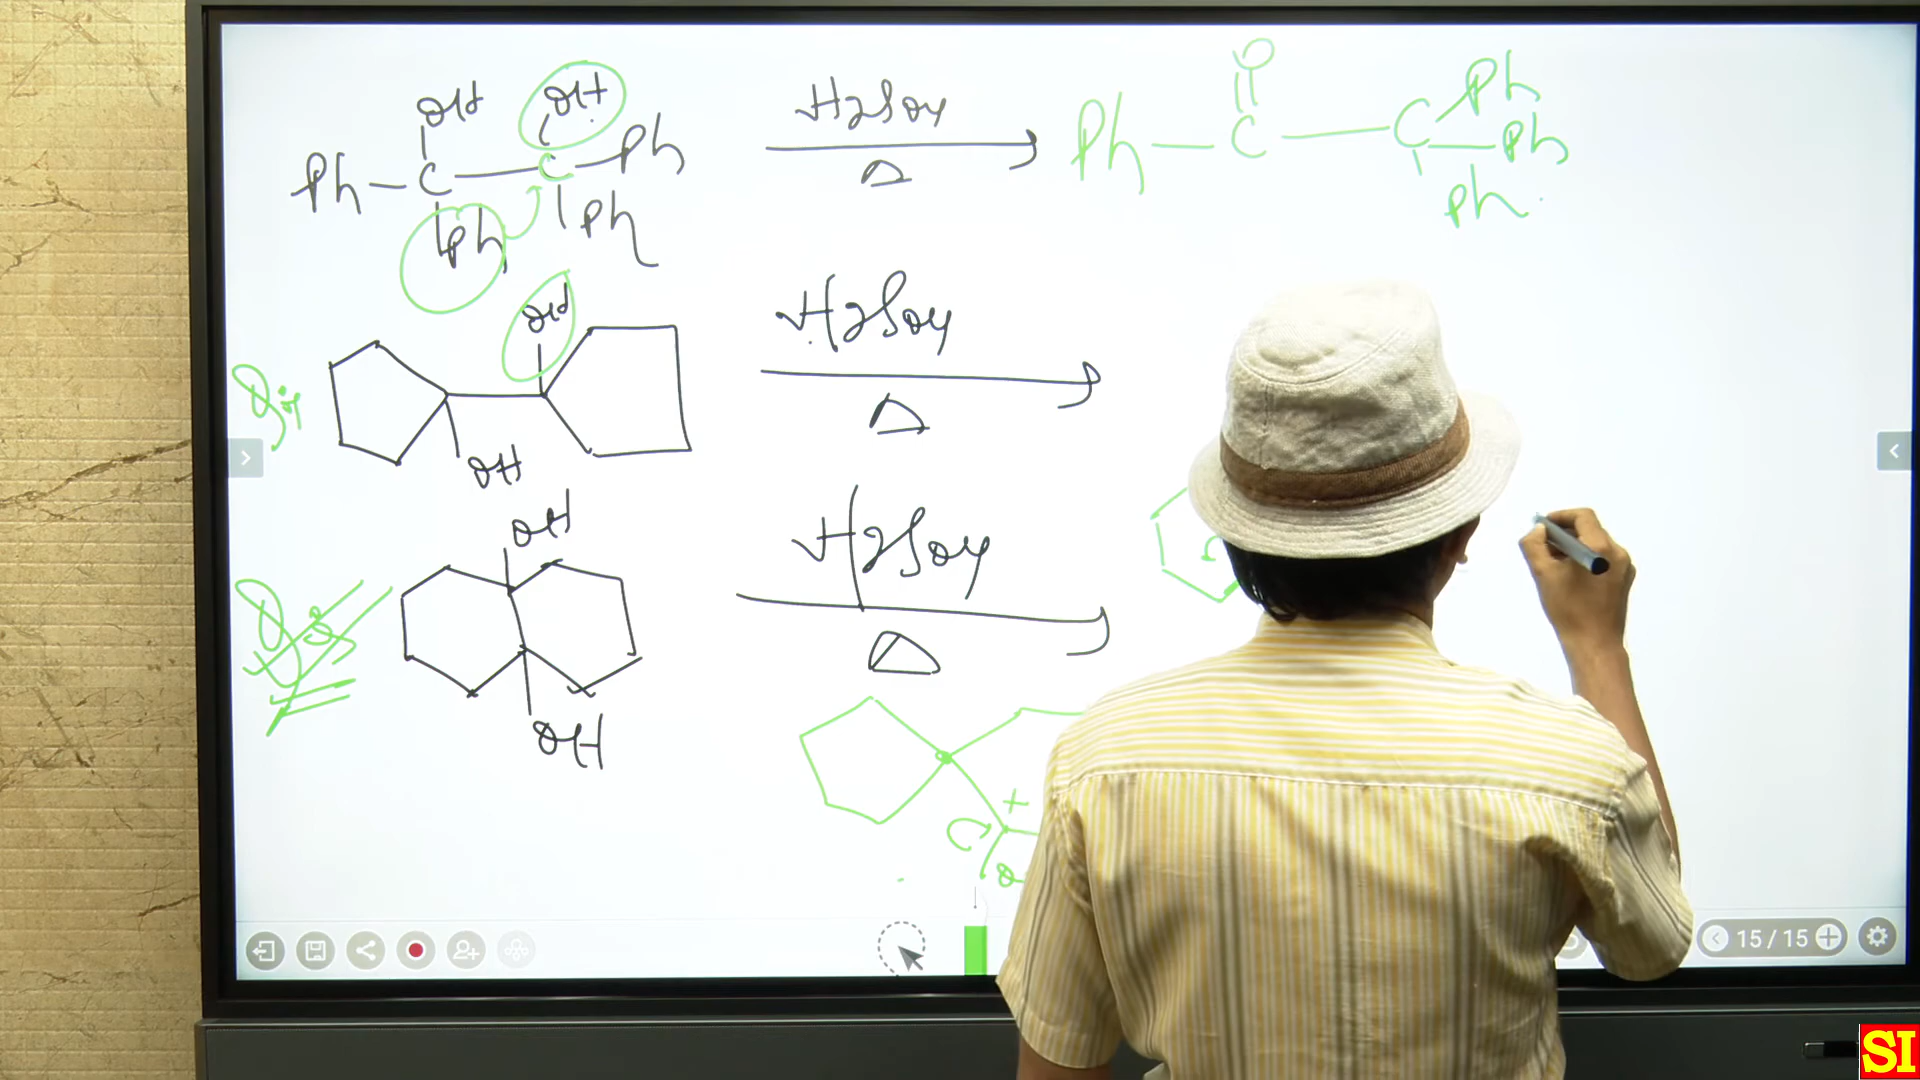 OH OH H2SO4 O Ph
Ph C C Ph Δ Ph C C Ph
Ph Ph Ph
OH H2SO4
Δ
OH
OH H2SO4
Δ
OH
+
C
15/15
SI